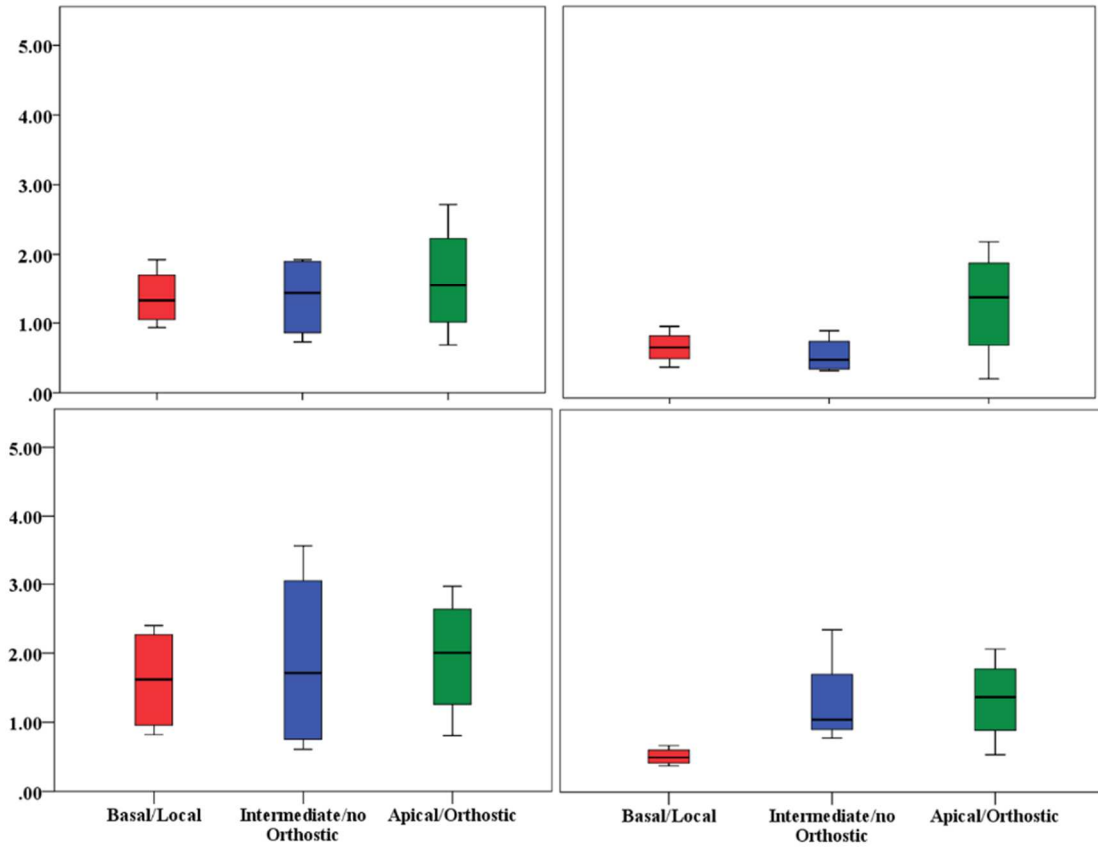 5.00
4.00
3.00
2.00
1.00
.00
5.00
4.00
3.00
2.00
1.00
.00
Basal/Local
Intermediate/no
Orthostic
Apical/Orthostic
Basal/Local
Intermediate/no
Orthostic
Apical/Orthostic